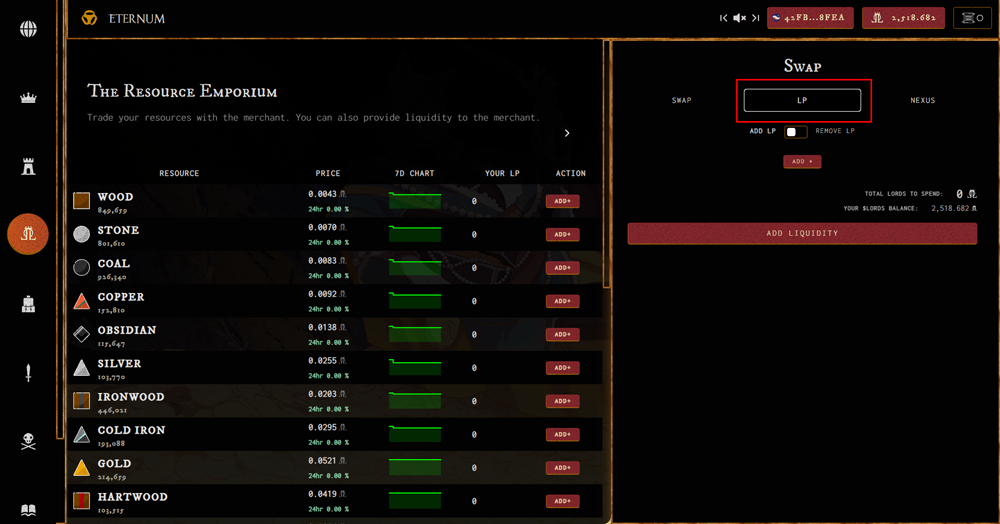 ETERNUM
42FB...8FEA
2,518.682
0
The Resource Emporium
Trade your resources with the merchant. You can also provide liquidity to the merchant.
RESOURCE PRICE 7D CHART YOUR LP ACTION
WOOD 0.0043 0 ADD+
849,659 24hr 0.00 %
STONE 0.0070 0 ADD+
801,610 24hr 0.00 %
COAL 0.0083 0 ADD+
926,340 24hr 0.00 %
COPPER 0.0092 0 ADD+
152,810 24hr 0.00 %
OBSIDIAN 0.0138 0 ADD+
115,647 24hr 0.00 %
SILVER 0.0255 0 ADD+
103,770 24hr 0.00 %
IRONWOOD 0.0203 0 ADD+
446,021 24hr 0.00 %
COLD IRON 0.0295 0 ADD+
193,088 24hr 0.00 %
GOLD 0.0521 0 ADD+
214,659 24hr 0.00 %
HARTWOOD 0.0419 0 ADD+
103,515 24hr 0.00 %
Swap
SWAP LP NEXUS
ADD LP REMOVE LP
ADD +
TOTAL LORDS TO SPEND: 0
YOUR $LORDS BALANCE: 2,518.682
ADD LIQUIDITY